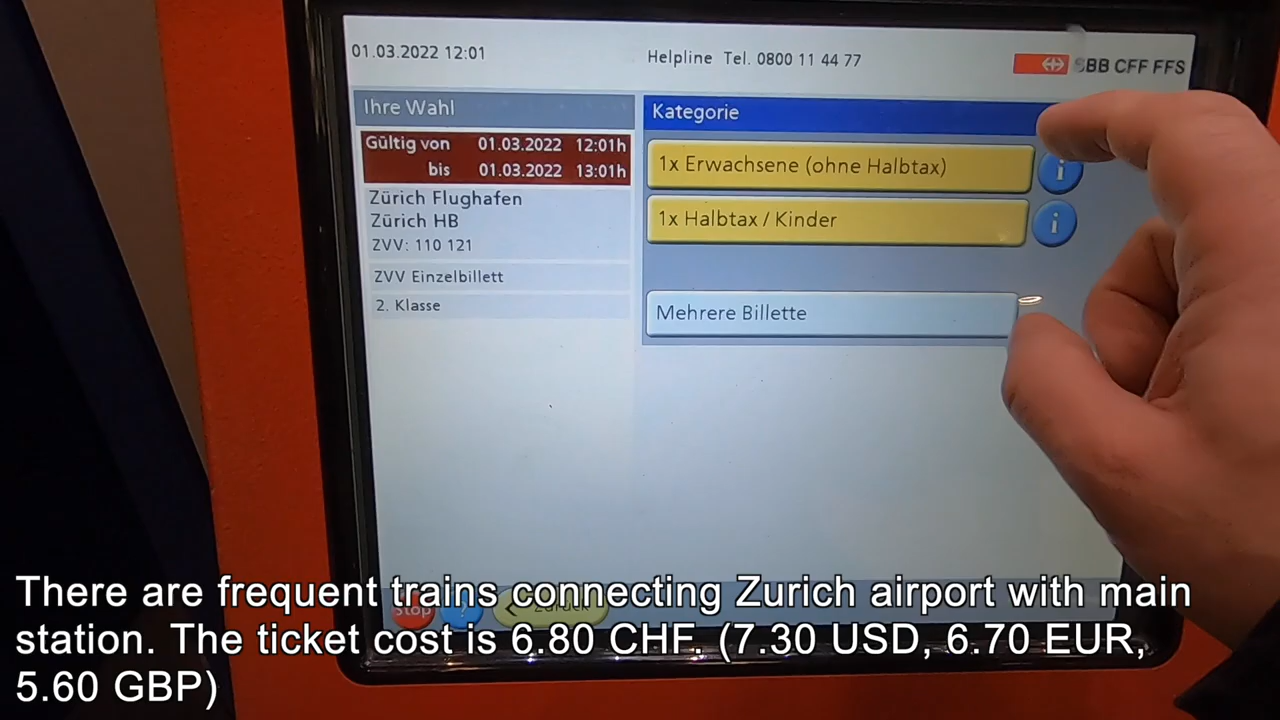 01.03.2022 12:01
Helpline Tel. 0800 11 44 77
SBB CFF FFS
Ihre Wahl
Gültig von 01.03.2022 12:01h
bis 01.03.2022 13:01h
Zürich Flughafen
Zürich HB
ZVV: 110 121
ZVV Einzelbillett
2. Klasse
Kategorie
1x Erwachsene (ohne Halbtax)
i
1x Halbtax / Kinder
i
Mehrere Billette
Stop
?
< Zurück
There are frequent trains connecting Zurich airport with main
station. The ticket cost is 6.80 CHF. (7.30 USD, 6.70 EUR,
5.60 GBP)